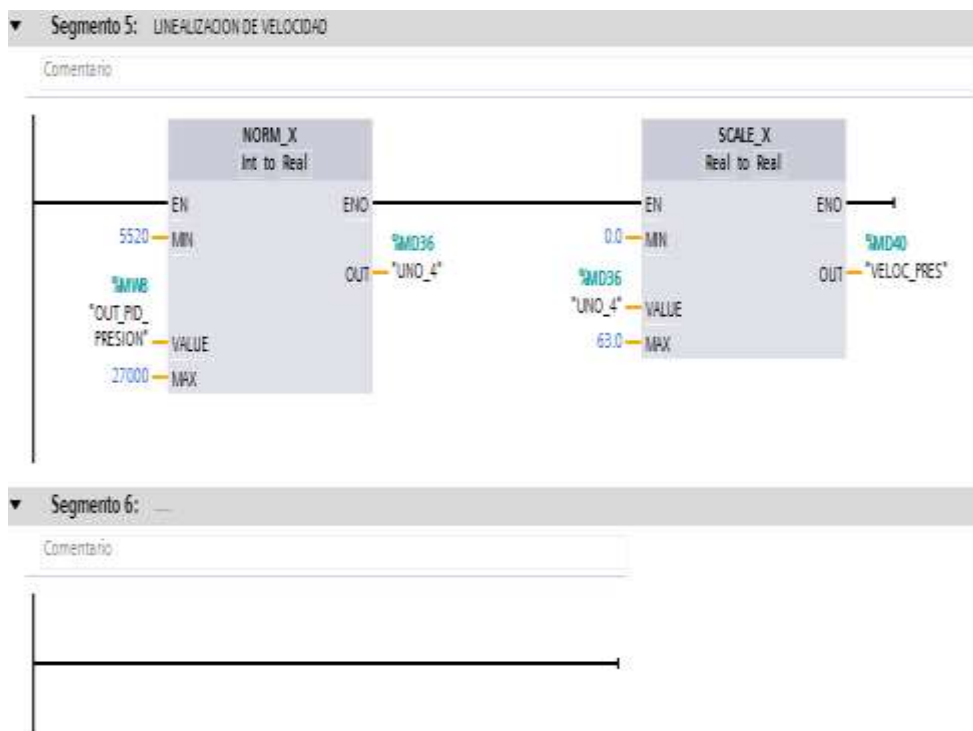 Segmento 5: LINEALIZACION DE VELOCIDAD
Comentario
NORM_X
Int to Real
EN
ENO
5520
MIN
%MD36
OUT
"UNO_4"
%MW8
"OUT_PID_
PRESION"
VALUE
27000
MAX
SCALE_X
Real to Real
EN
ENO
0.0
MIN
%MD40
OUT
"VELOC_PRES"
%MD36
"UNO_4"
VALUE
63.0
MAX
Segmento 6: ....
Comentario